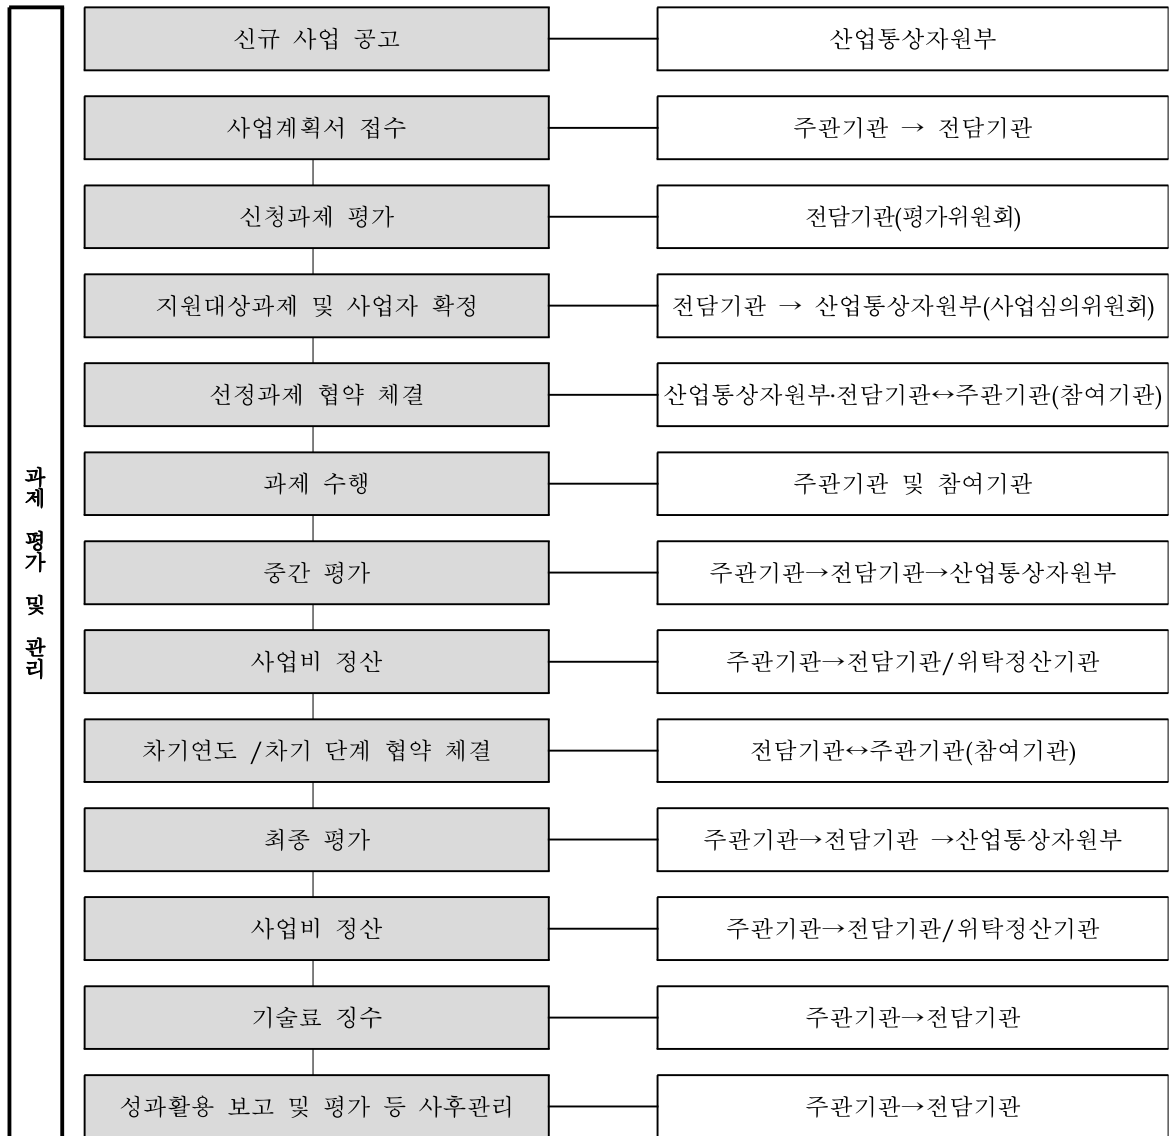 과제 평가 및 관리
신규 사업 공고
산업통상자원부
사업계획서 접수
주관기관 → 전담기관
신청과제 평가
전담기관(평가위원회)
지원대상과제 및 사업자 확정
전담기관 → 산업통상자원부(사업심의위원회)
선정과제 협약 체결
산업통상자원부·전담기관↔주관기관(참여기관)
과제 수행
주관기관 및 참여기관
중간 평가
주관기관→전담기관→산업통상자원부
사업비 정산
주관기관→전담기관/위탁정산기관
차기연도 /차기 단계 협약 체결
전담기관↔주관기관(참여기관)
최종 평가
주관기관→전담기관 →산업통상자원부
사업비 정산
주관기관→전담기관/위탁정산기관
기술료 징수
주관기관→전담기관
성과활용 보고 및 평가 등 사후관리
주관기관→전담기관